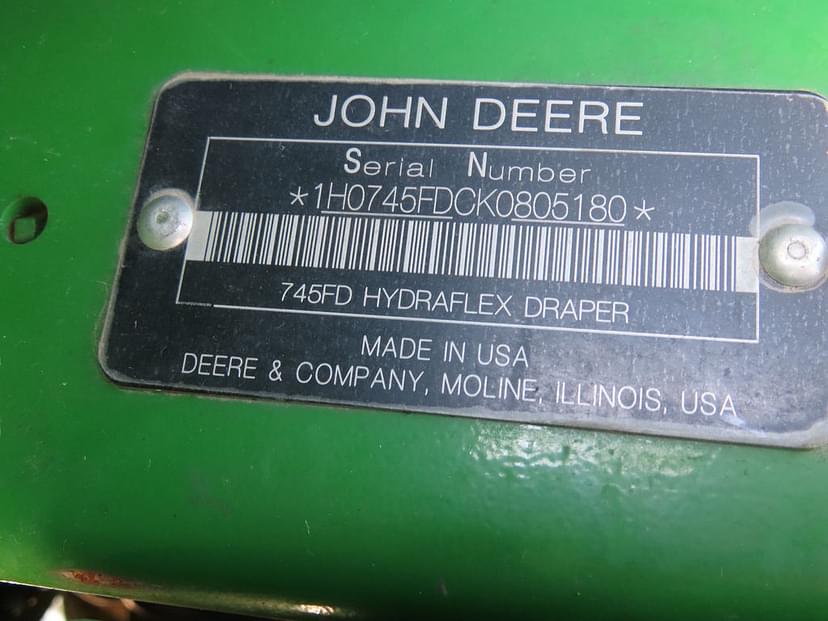 JOHN DEERE
Serial Number
*1H0745FDCK0805180*
745FD HYDRAFLEX DRAPER
MADE IN USA
DEERE & COMPANY, MOLINE, ILLINOIS, USA